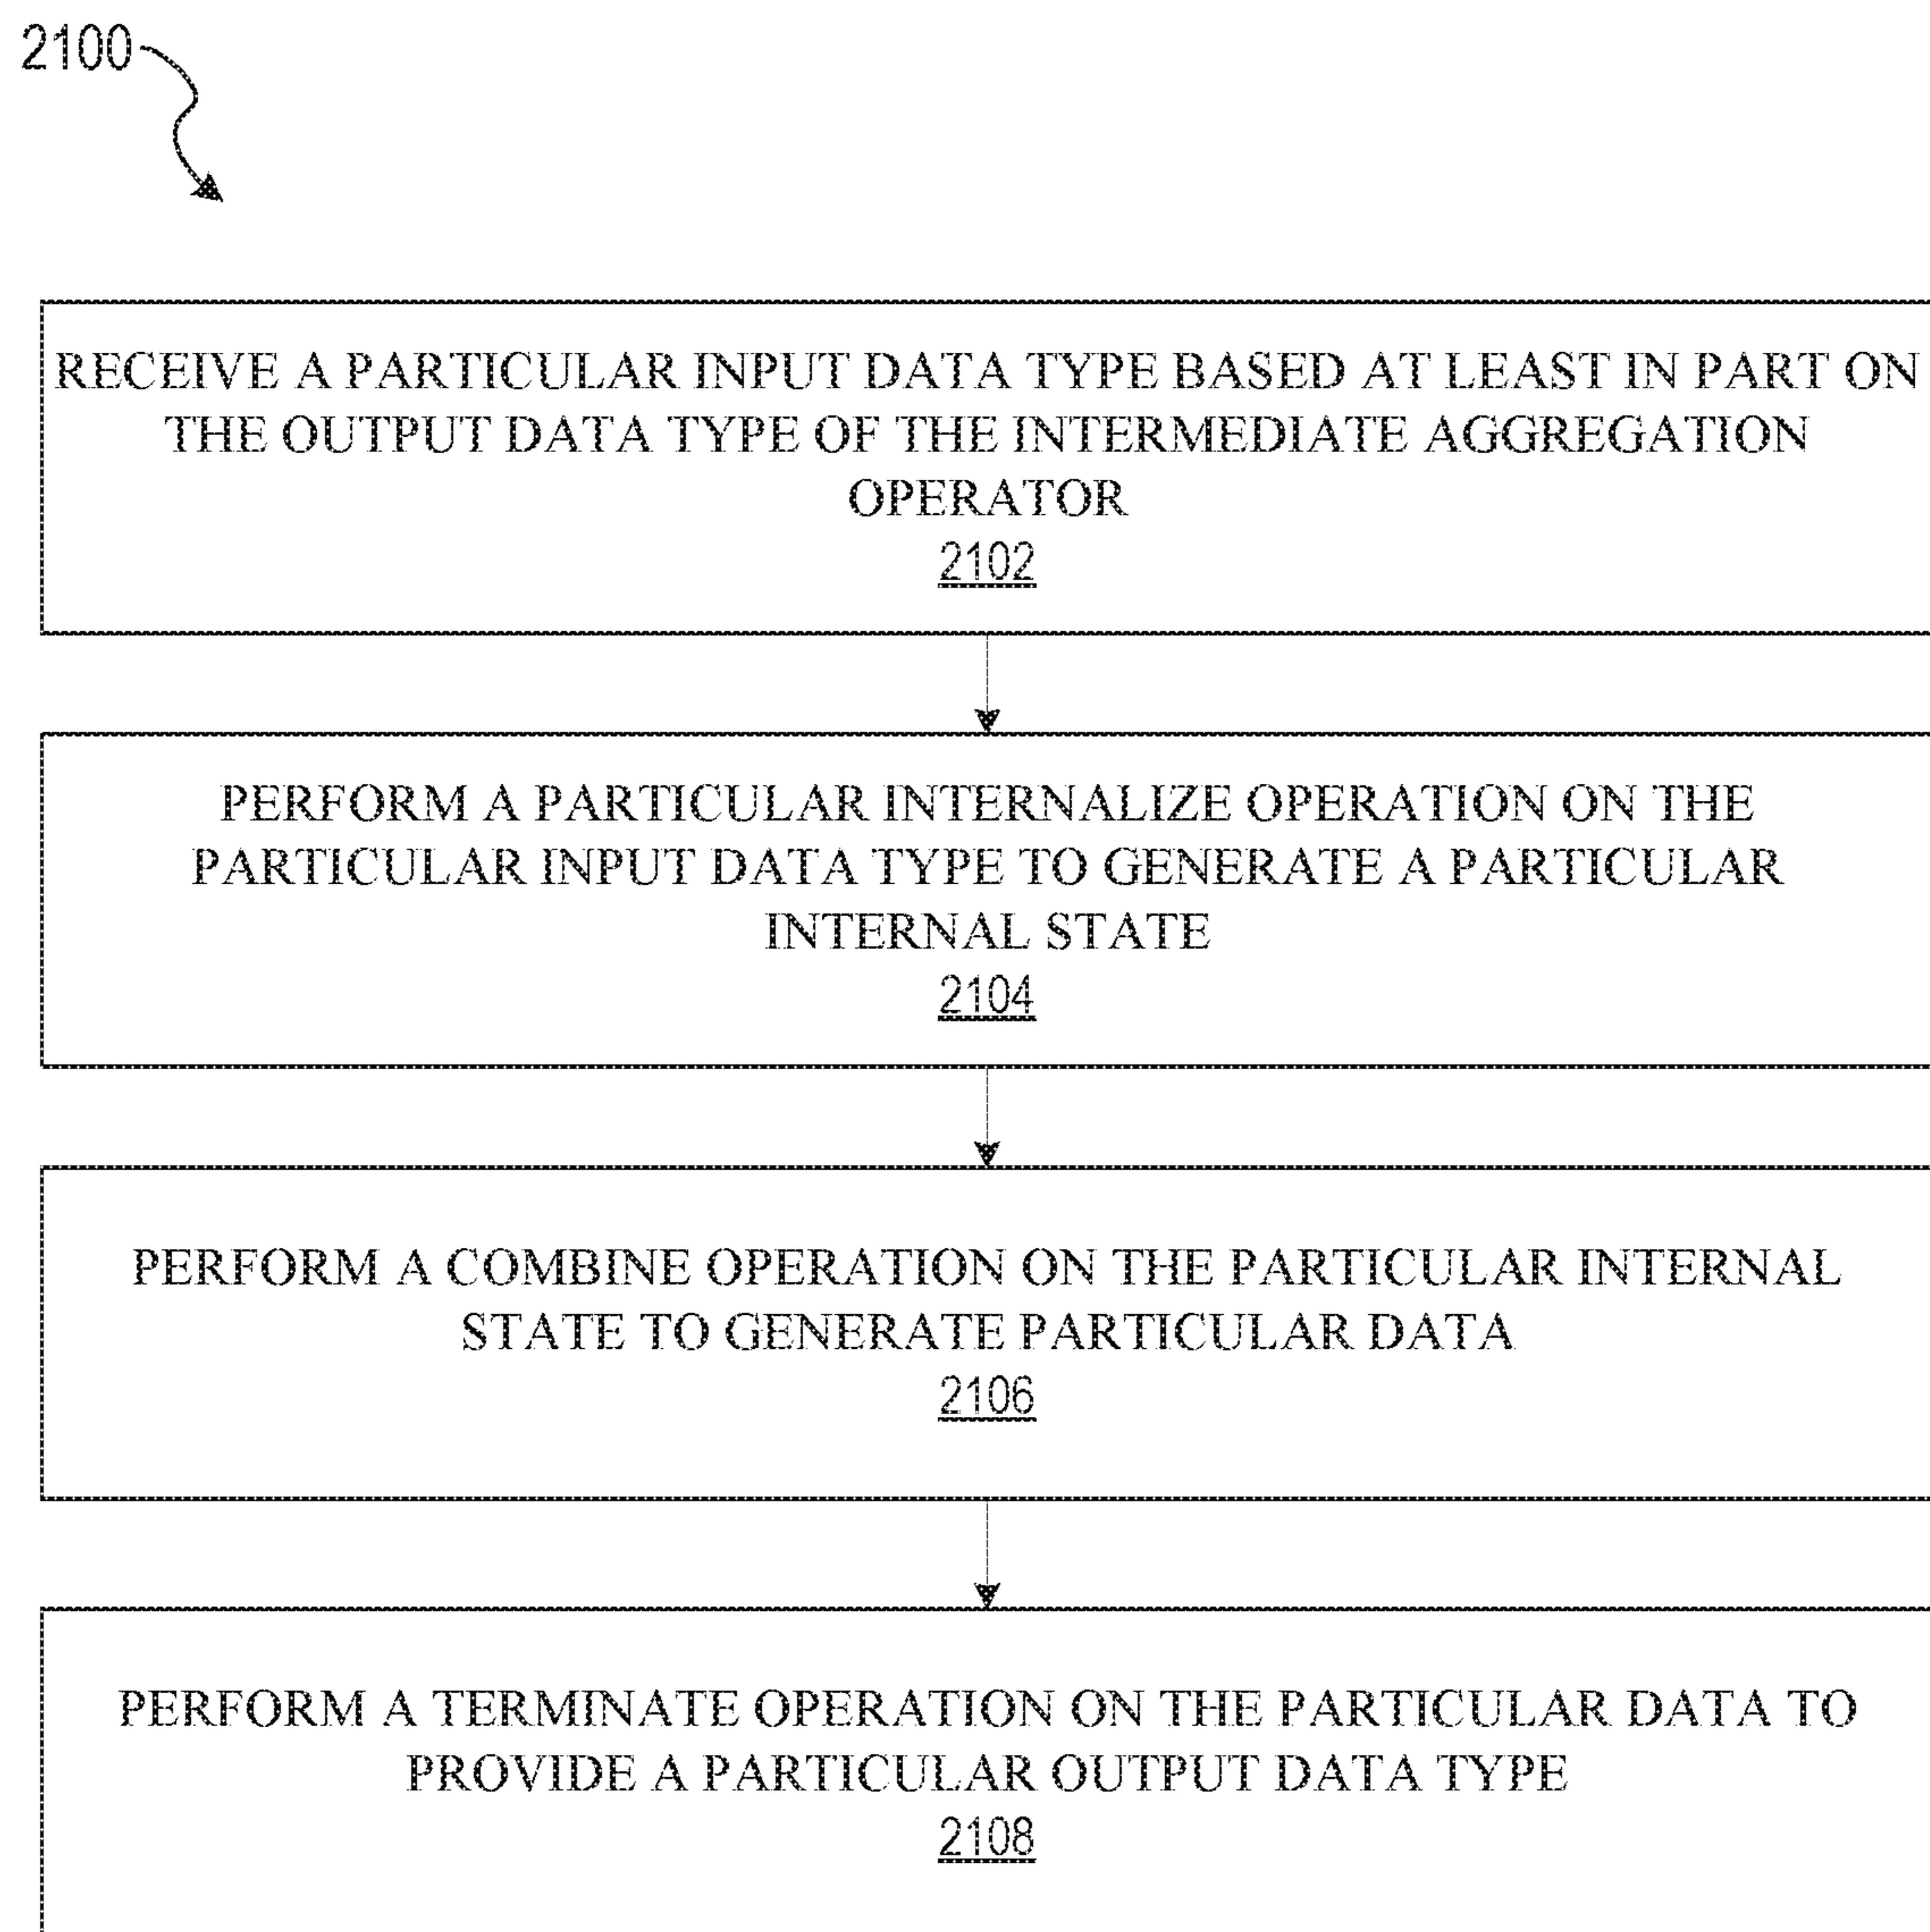 2100
RECEIVE A PARTICULAR INPUT DATA TYPE BASED AT LEAST IN PART ON
THE OUTPUT DATA TYPE OF THE INTERMEDIATE AGGREGATION
OPERATOR
2102
PERFORM A PARTICULAR INTERNALIZE OPERATION ON THE
PARTICULAR INPUT DATA TYPE TO GENERATE A PARTICULAR
INTERNAL STATE
2104
PERFORM A COMBINE OPERATION ON THE PARTICULAR INTERNAL
STATE TO GENERATE PARTICULAR DATA
2106
PERFORM A TERMINATE OPERATION ON THE PARTICULAR DATA TO
PROVIDE A PARTICULAR OUTPUT DATA TYPE
2108